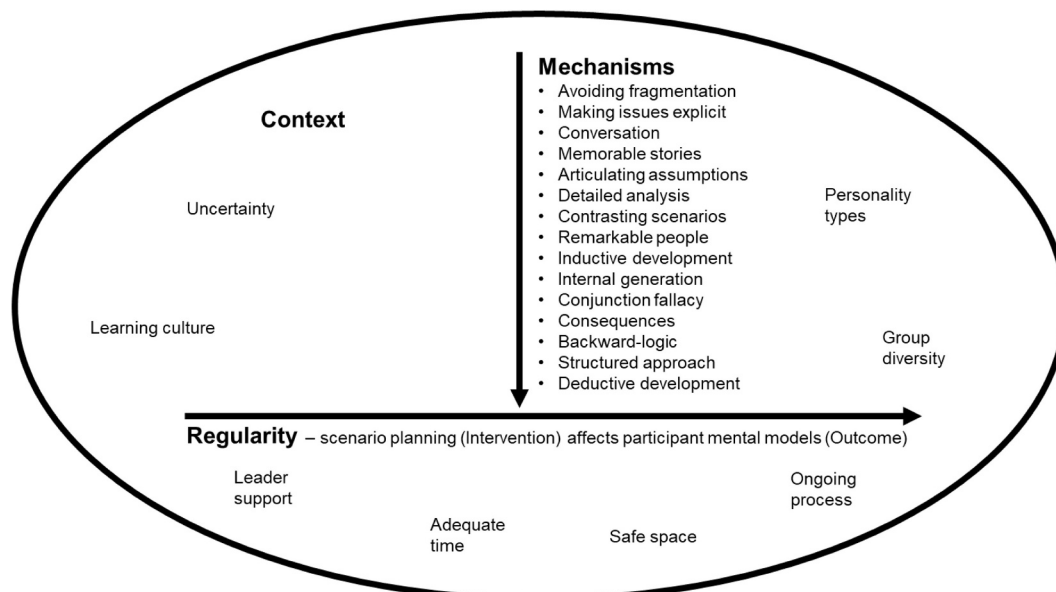 Mechanisms
• Avoiding fragmentation
• Making issues explicit
• Conversation
• Memorable stories
• Articulating assumptions
• Detailed analysis
• Contrasting scenarios
• Remarkable people
• Inductive development
• Internal generation
• Conjunction fallacy
• Consequences
• Backward-logic
• Structured approach
• Deductive development
Context
Uncertainty
Learning culture
Personality
types
Group
diversity
Regularity – scenario planning (Intervention) affects participant mental models (Outcome)
Leader
support
Adequate
time
Safe space
Ongoing
process